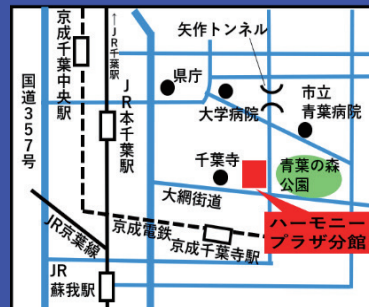 京成千葉中央駅
←JR千葉駅
矢作トンネル
県庁
大学病院
市立
青葉病院
国道357号
JR本千葉駅
千葉寺
青葉の森
公園
大網街道
ハーモニー
プラザ分館
JR京葉線
京成電鉄
京成千葉寺駅
JR
蘇我駅